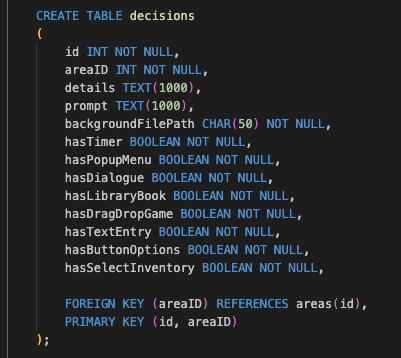 CREATE TABLE decisions
(
id INT NOT NULL,
areaID INT NOT NULL,
details TEXT(1000),
prompt TEXT(1000),
backgroundFilePath CHAR(50) NOT NULL,
hasTimer BOOLEAN NOT NULL,
hasPopupMenu BOOLEAN NOT NULL,
hasDialogue BOOLEAN NOT NULL,
hasLibraryBook BOOLEAN NOT NULL,
hasDragDropGame BOOLEAN NOT NULL,
hasTextEntry BOOLEAN NOT NULL,
hasButtonOptions BOOLEAN NOT NULL,
hasSelectInventory BOOLEAN NOT NULL,
FOREIGN KEY (areaID) REFERENCES areas(id),
PRIMARY KEY (id, areaID)
);